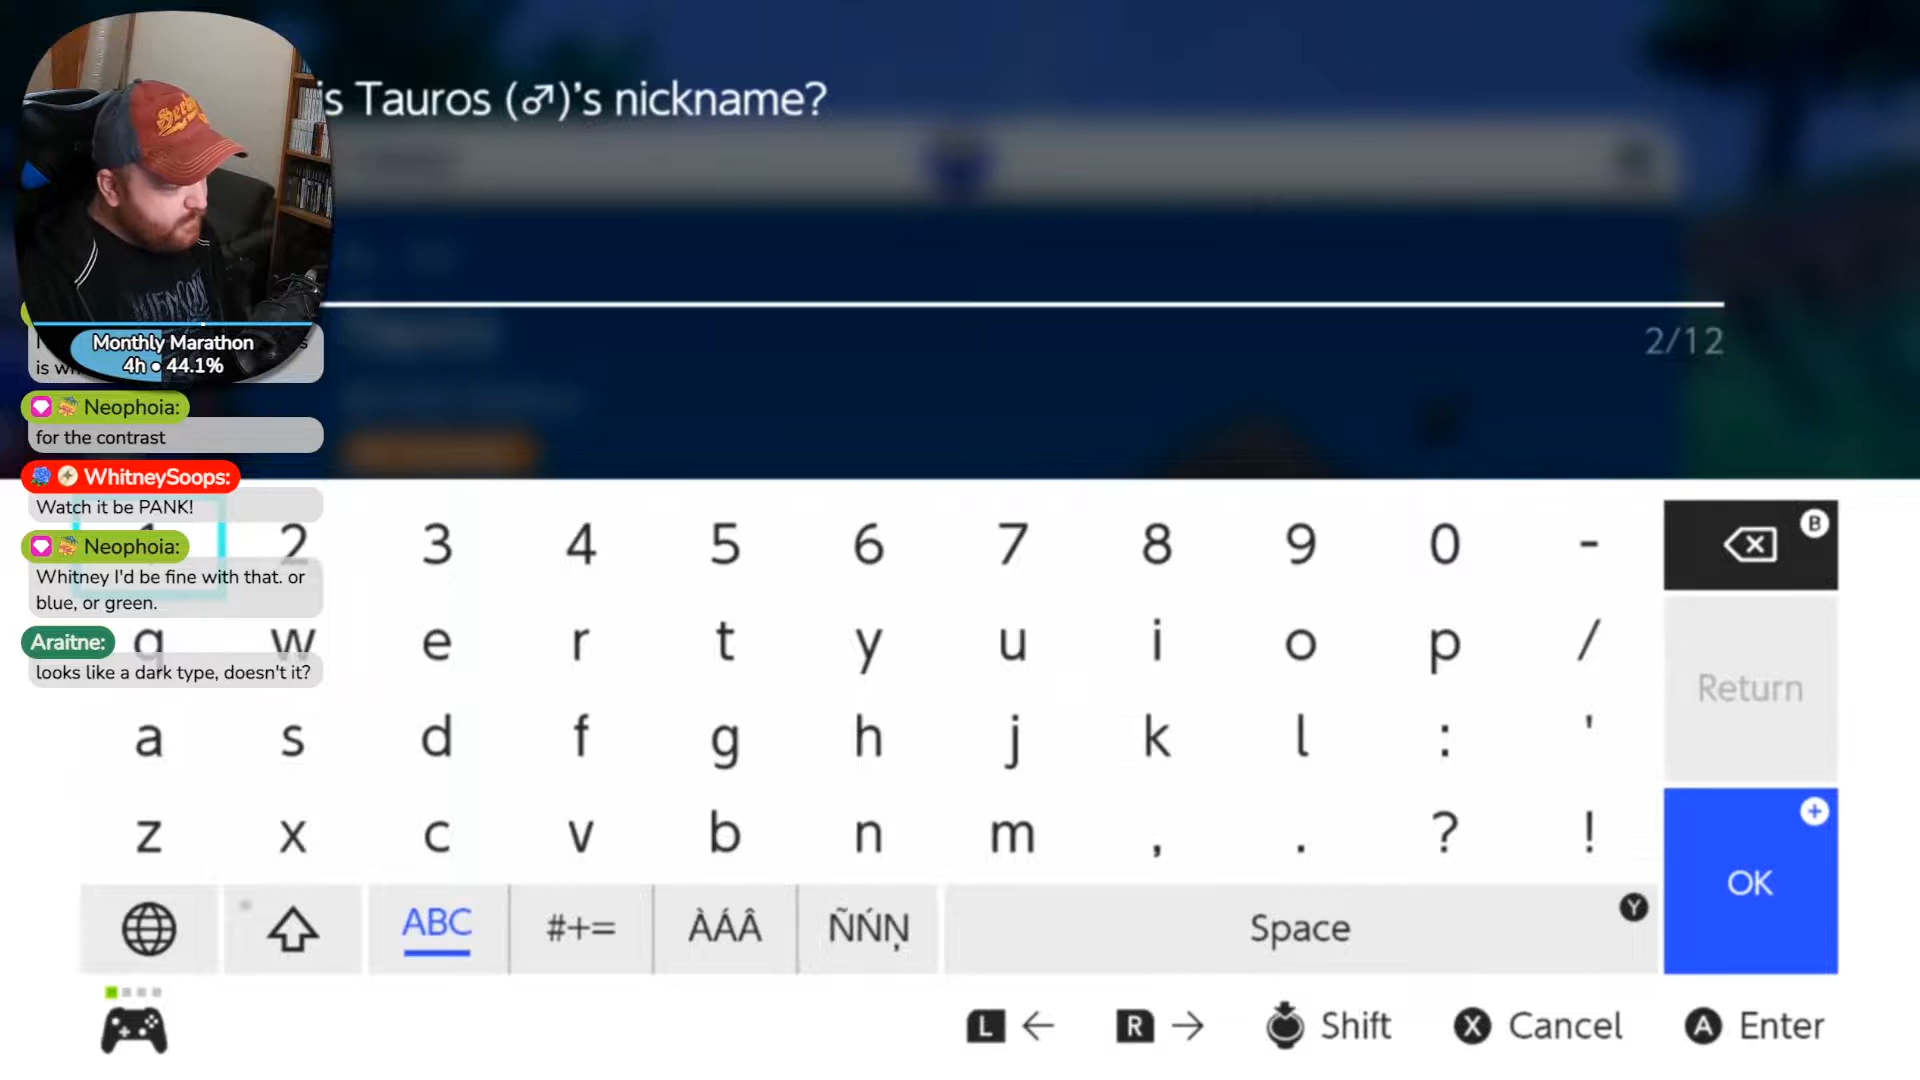 is Tauros (♂)'s nickname?
2/12
Monthly Marathon
4h • 44.1%
Neophoia:
for the contrast
WhitneySoops:
Watch it be PANK!
Neophoia:
Whitney I'd be fine with that. or
blue, or green.
Araitne:
looks like a dark type, doesn't it?
1 2 3 4 5 6 7 8 9 0 - B
q w e r t y u i o p /
Return
a s d f g h j k l : '
z x c v b n m , . ? ! +
OK
ABC #+= ÀÁÂ ÑŃŅ Space Y
L ← R → Shift X Cancel A Enter